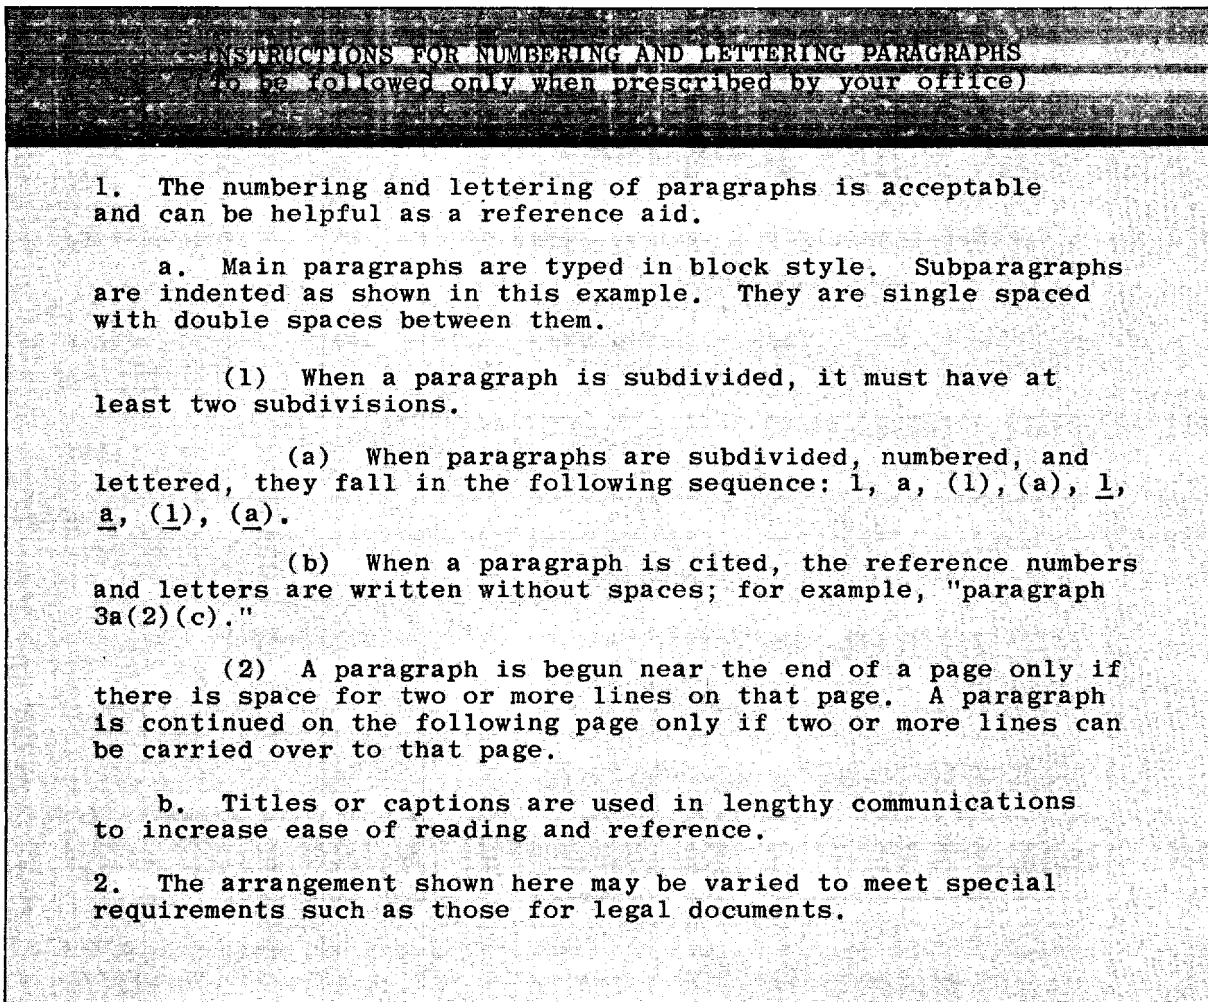 INSTRUCTIONS FOR NUMBERING AND LETTERING PARAGRAPHS
(To be followed only when prescribed by your office)
1. The numbering and lettering of paragraphs is acceptable
and can be helpful as a reference aid.
a. Main paragraphs are typed in block style. Subparagraphs
are indented as shown in this example. They are single spaced
with double spaces between them.
(1) When a paragraph is subdivided, it must have at
least two subdivisions.
(a) When paragraphs are subdivided, numbered, and
lettered, they fall in the following sequence: 1, a, (1), (a), 1,
a, (1), (a).
(b) When a paragraph is cited, the reference numbers
and letters are written without spaces; for example, "paragraph
3a(2)(c)."
(2) A paragraph is begun near the end of a page only if
there is space for two or more lines on that page. A paragraph
is continued on the following page only if two or more lines can
be carried over to that page.
b. Titles or captions are used in lengthy communications
to increase ease of reading and reference.
2. The arrangement shown here may be varied to meet special
requirements such as those for legal documents.